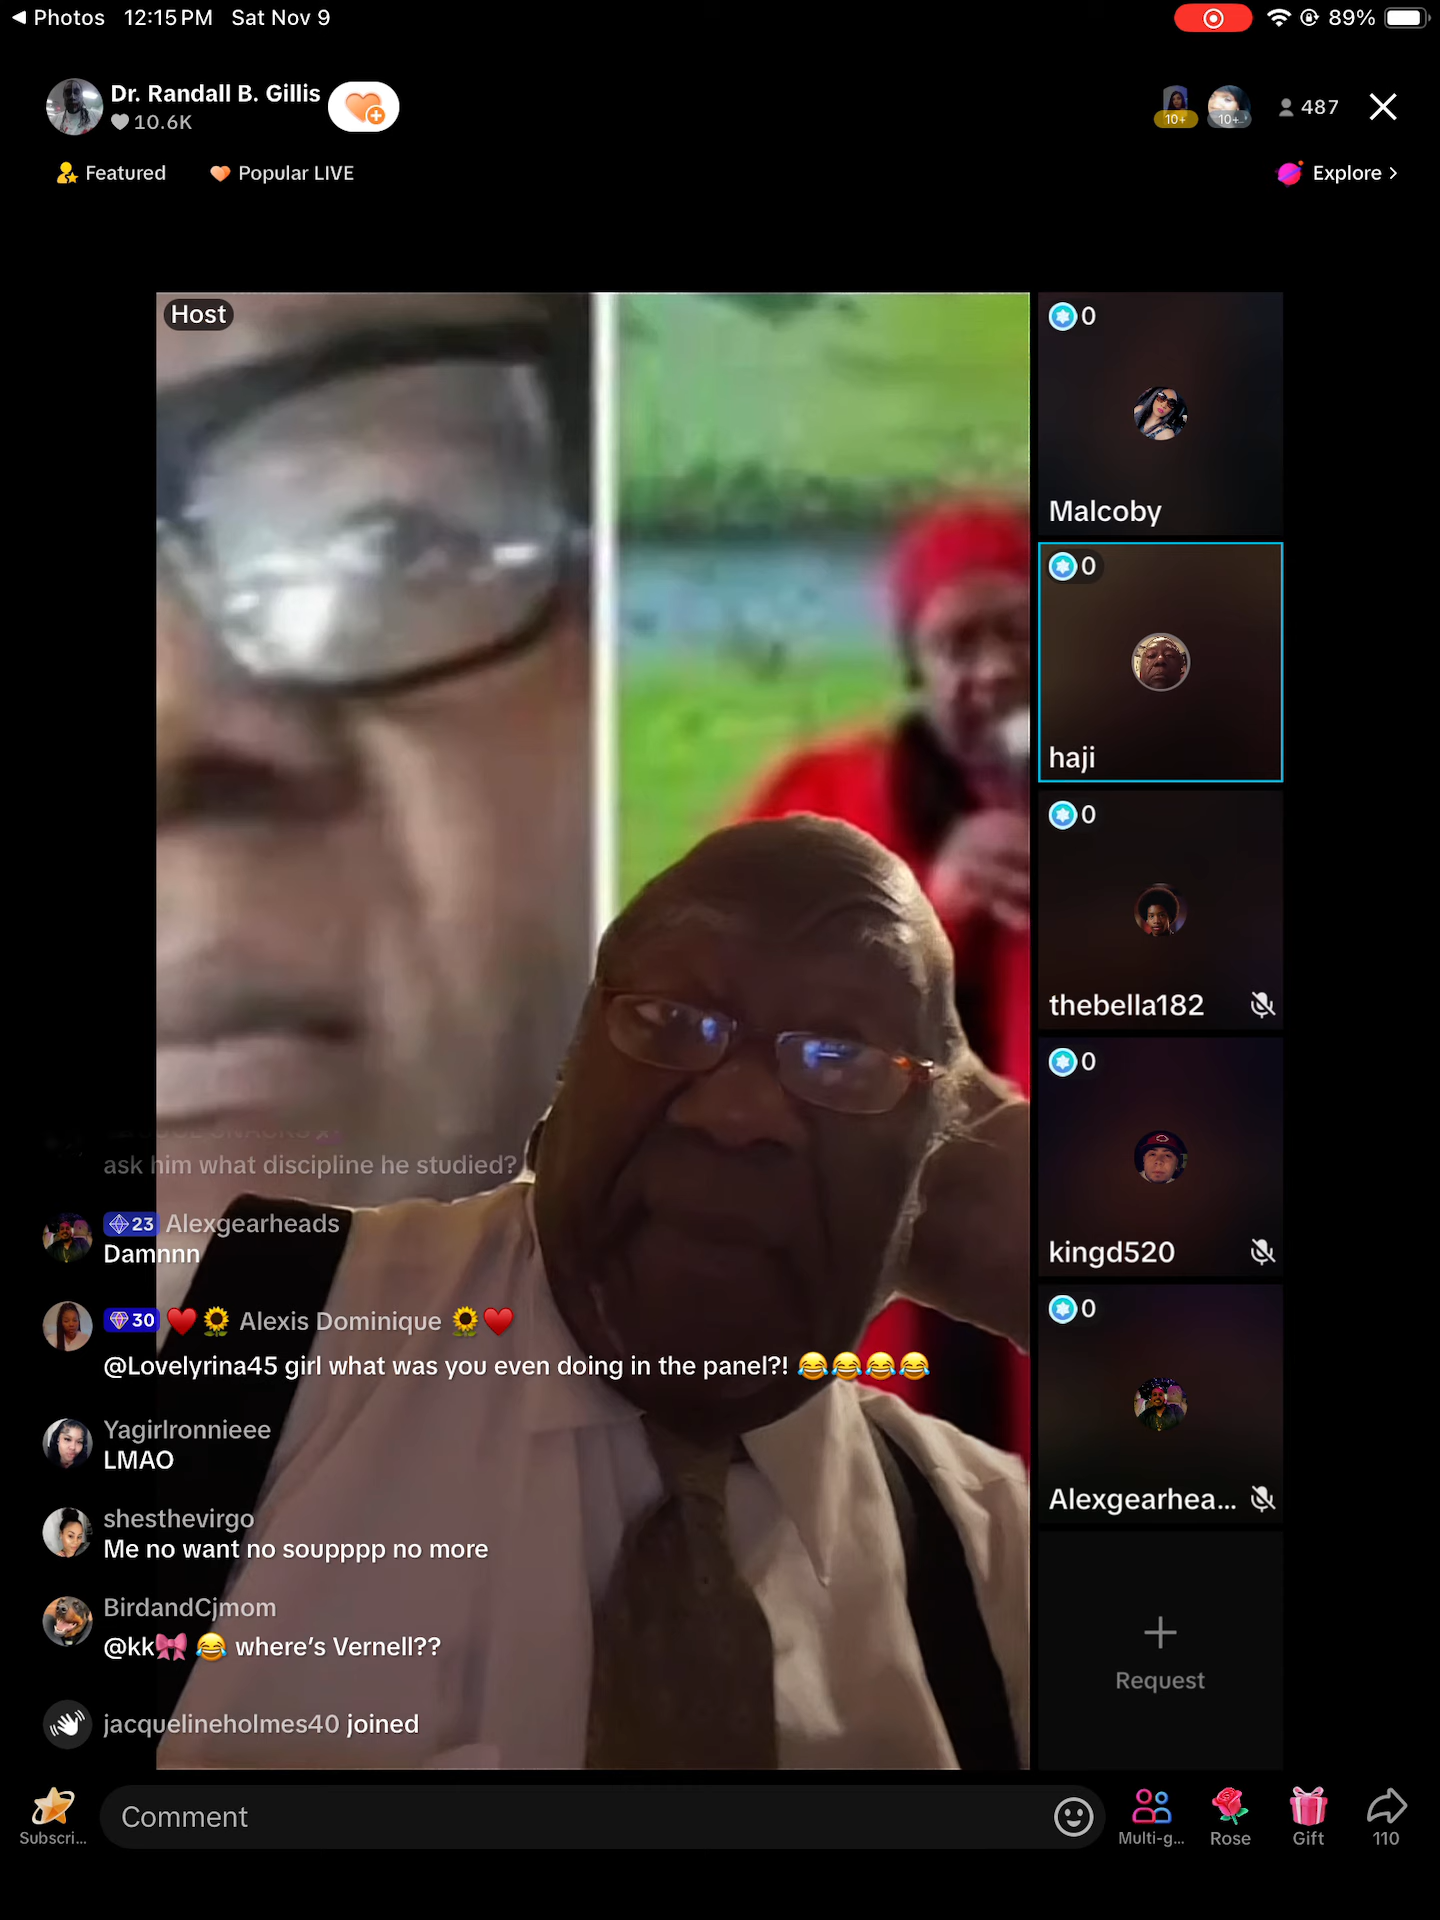 Photos 12:15 PM Sat Nov 9 89%
Dr. Randall B. Gillis
10.6K
10+ 10+ 487
Featured Popular LIVE Explore >
Host
0
Malcoby
0
haji
0
thebella182
0
kingd520
0
Alexgearhea...
Request
ask him what discipline he studied?
23 Alexgearheads
Damnnn
30 ♥️🌻 Alexis Dominique 🌻♥️
@Lovelyrina45 girl what was you even doing in the panel?! 😂😂😂😂
Yagirlronnieee
LMAO
shesthevirgo
Me no want no soupppp no more
BirdandCjmom
@kk🎀 😂 where’s Vernell??
jacquelineholmes40 joined
Comment
Subscri... Multi-g... Rose Gift 110